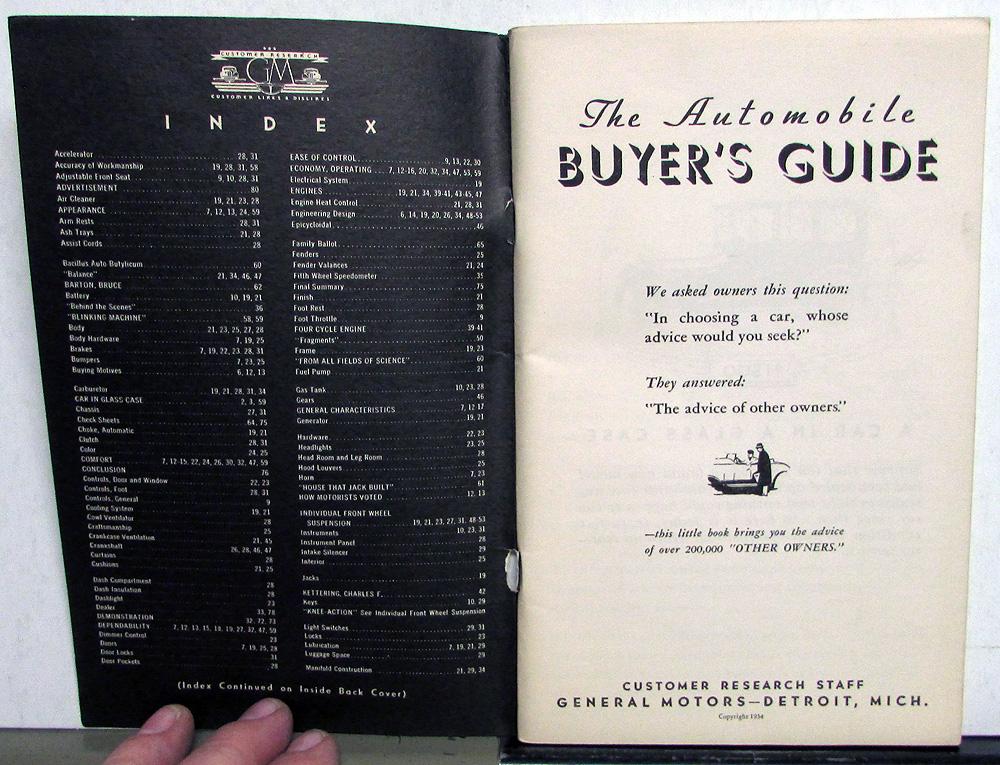 CUSTOMER RESEARCH
GM
CUSTOMER LIKES & DISLIKES
INDEX
Accelerator 28, 31
Accuracy of Workmanship 19, 28, 31, 58
Adjustable Front Seat 9, 10, 28, 31
ADVERTISEMENT 80
Air Cleaner 19, 21, 23, 28
APPEARANCE 7, 12, 13, 24, 59
Arm Rests 28, 31
Ash Trays 21, 28
Assist Cords 28
Bacillus Auto Butylicum 60
"Balance" 21, 34, 46, 47
BARTON, BRUCE 62
Battery 10, 19, 21
"Behind the Scenes" 36
"BLINKING MACHINE" 58, 59
Body 21, 23, 25, 27, 28
Body Hardware 7, 19, 25
Brakes 7, 19, 22, 23, 28, 31
Bumpers 7, 23, 25
Buying Motives 6, 12, 13
Carburetor 19, 21, 28, 31, 34
CAR IN GLASS CASE 2, 3, 59
Chassis 27, 31
Check Sheets 64, 75
Choke, Automatic 19, 21
Clutch 28, 31
Color 24, 25
COMFORT 7, 12-15, 22, 24, 26, 30, 32, 47, 59
CONCLUSION 76
Controls, Door and Window 22, 23
Controls, Foot 28, 31
Controls, General 9
Cooling System 19, 21
Cowl Ventilator 28
Craftsmanship 25
Crankcase Ventilation 21, 45
Crankshaft 26, 28, 46, 47
Curtains 28
Cushions 21, 25
Dash Compartment 28
Dash Insulation 28
Dashlight 23
Dealer 33, 78
DEMONSTRATION 32, 72, 73
DEPENDABILITY 7, 12, 13, 15, 18, 19, 27, 32, 47, 59
Dimmer Control 23
Doors 7, 19, 25, 28
Door Locks 31
Door Pockets 28
EASE OF CONTROL 9, 13, 22, 30
ECONOMY, OPERATING 7, 12-16, 20, 32, 34, 47, 53, 59
Electrical System 19
ENGINES 19, 21, 34, 39-41, 43-45, 47
Engine Heat Control 21, 28, 31
Engineering Design 6, 14, 19, 20, 26, 34, 48-53
Epicycloidal 46
Family Ballot 65
Fenders 25
Fender Valances 21, 24
Fifth Wheel Speedometer 35
Final Summary 75
Finish 21
Foot Rest 28
Foot Throttle 9
FOUR CYCLE ENGINE 39-41
"Fragments" 50
Frame 19, 23
"FROM ALL FIELDS OF SCIENCE" 60
Fuel Pump 21
Gas Tank 10, 23, 28
Gears 46
GENERAL CHARACTERISTICS 7, 12-17
Generator 19, 21
Hardware 22, 23
Headlights 23, 25
Head Room and Leg Room 28
Hood Louvers 25
Horn 7, 23
"HOUSE THAT JACK BUILT" 61
HOW MOTORISTS VOTED 12, 13
INDIVIDUAL FRONT WHEEL
SUSPENSION 19, 21, 23, 27, 31, 48-53
Instruments 10, 23, 31
Instrument Panel 28
Intake Silencer 29
Interior 25
Jacks 19
KETTERING, CHARLES F. 42
Keys 10, 29
"KNEE-ACTION" See Individual Front Wheel Suspension
Light Switches 29, 31
Locks 23
Lubrication 7, 19, 21, 29
Luggage Space 29
Manifold Construction 21, 29, 34
(Index Continued on Inside Back Cover)
The Automobile
BUYER'S GUIDE
We asked owners this question:
"In choosing a car, whose
advice would you seek?"
They answered:
"The advice of other owners."
—this little book brings you the advice
of over 200,000 "OTHER OWNERS."
CUSTOMER RESEARCH STAFF
GENERAL MOTORS—DETROIT, MICH.
Copyright 1934